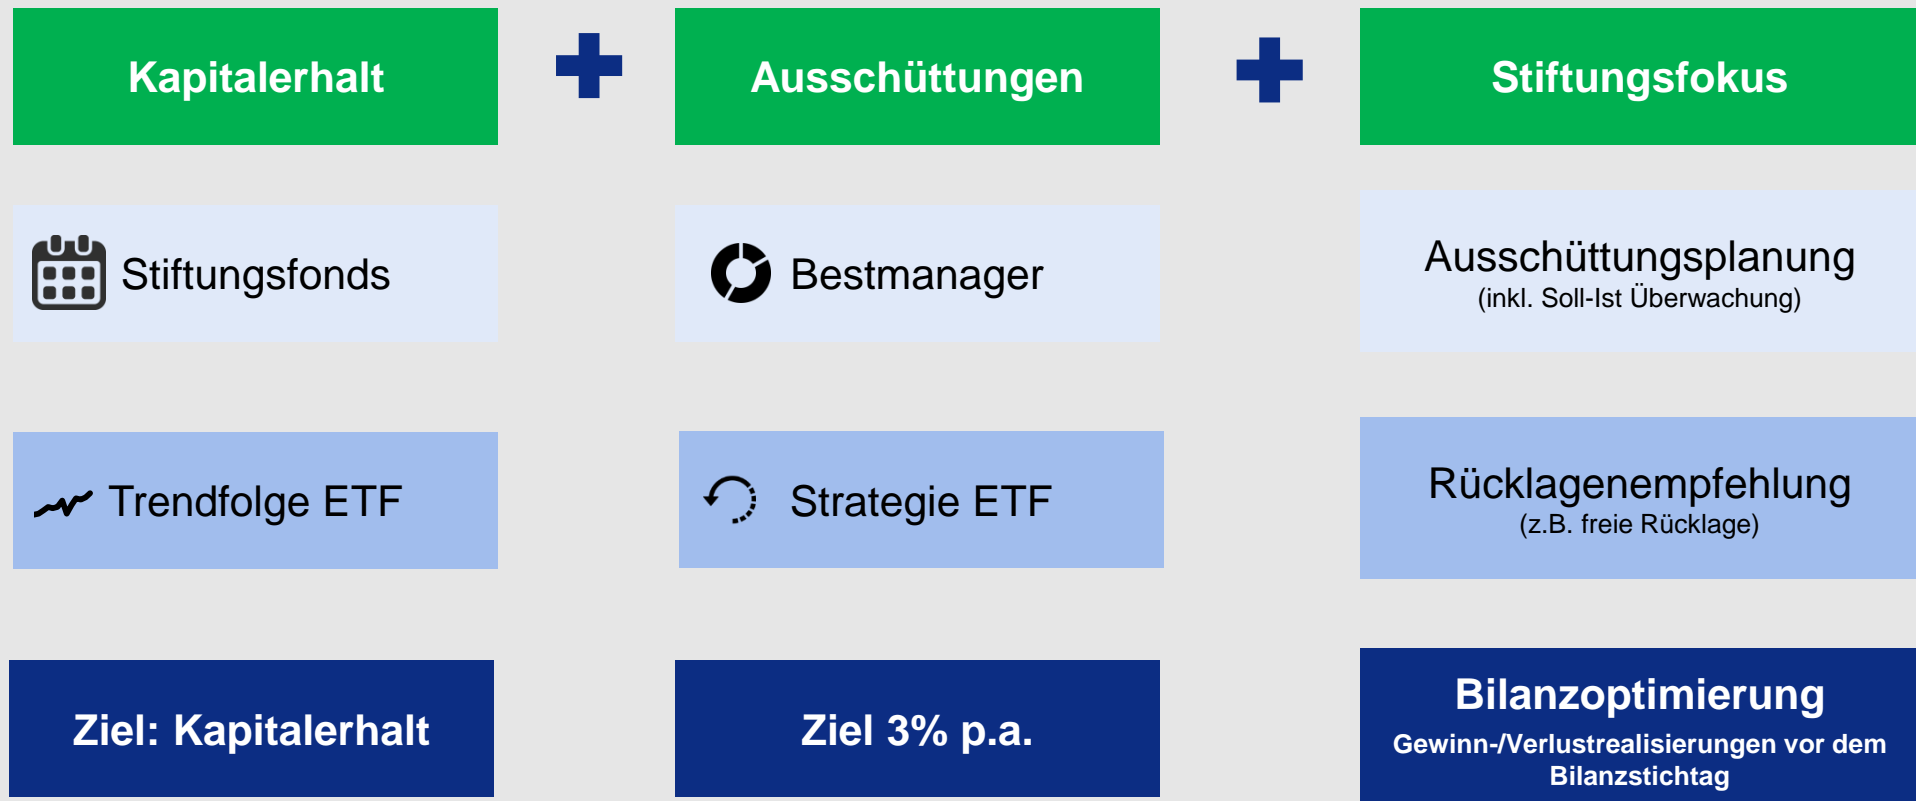 Kapitalerhalt
Ausschüttungen
Stiftungsfokus
Stiftungsfonds
Bestmanager
Ausschüttungsplanung
(inkl. Soll-Ist Überwachung)
Trendfolge ETF
Strategie ETF
Rücklagenempfehlung
(z.B. freie Rücklage)
Ziel: Kapitalerhalt
Ziel 3% p.a.
Bilanzoptimierung
Gewinn-/Verlustrealisierungen vor dem
Bilanzstichtag